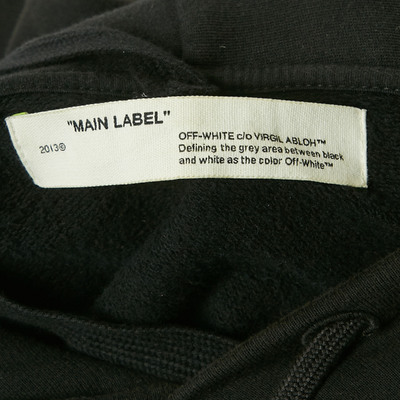 "MAIN LABEL"
2013©
OFF-WHITE c/o VIRGIL ABLOH™
Defining the grey area between black
and white as the color Off-White™